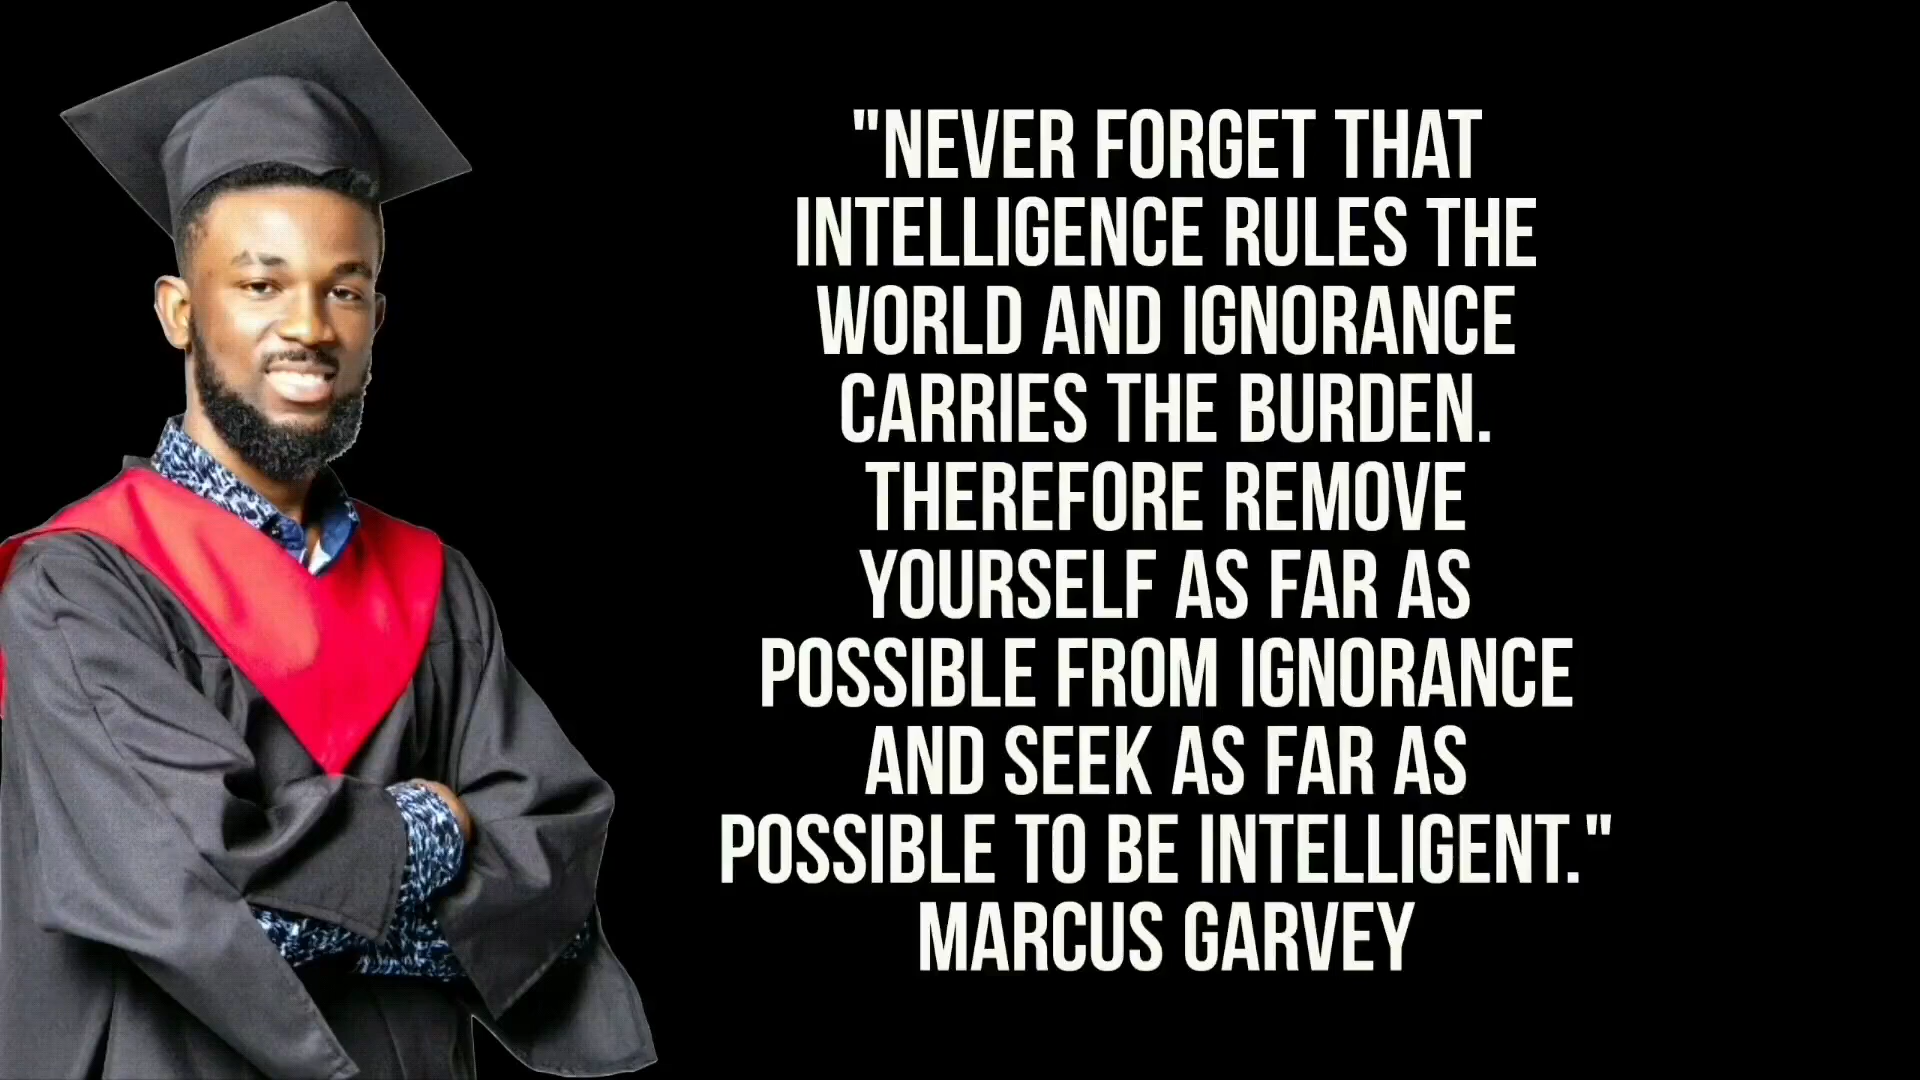 "NEVER FORGET THAT
INTELLIGENCE RULES THE
WORLD AND IGNORANCE
CARRIES THE BURDEN.
THEREFORE REMOVE
YOURSELF AS FAR AS
POSSIBLE FROM IGNORANCE
AND SEEK AS FAR AS
POSSIBLE TO BE INTELLIGENT."
MARCUS GARVEY